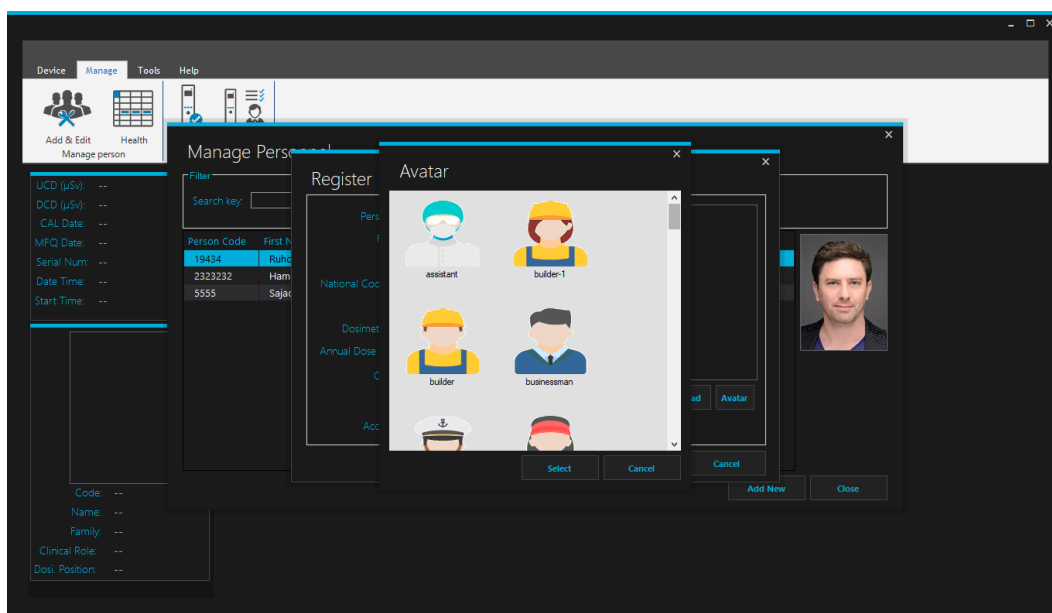 Device Manage Tools Help
Add & Edit Health
Manage person
Manage Personnel
Filter
Search key:
Person Code First N
19434 Ruho
2323232 Ham
5555 Sajad
Register
Pers
National Cod
Dosimet
Annual Dose
C
Acc
ad Avatar
Cancel
Avatar
assistant builder-1
builder businessman
Select Cancel
Add New Close
UCD (µSv): --
DCD (µSv): --
CAL Date: --
MFQ Date: --
Serial Num: --
Date Time: --
Start Time: --
Code: --
Name: --
Family: --
Clinical Role: --
Dosi. Position: --